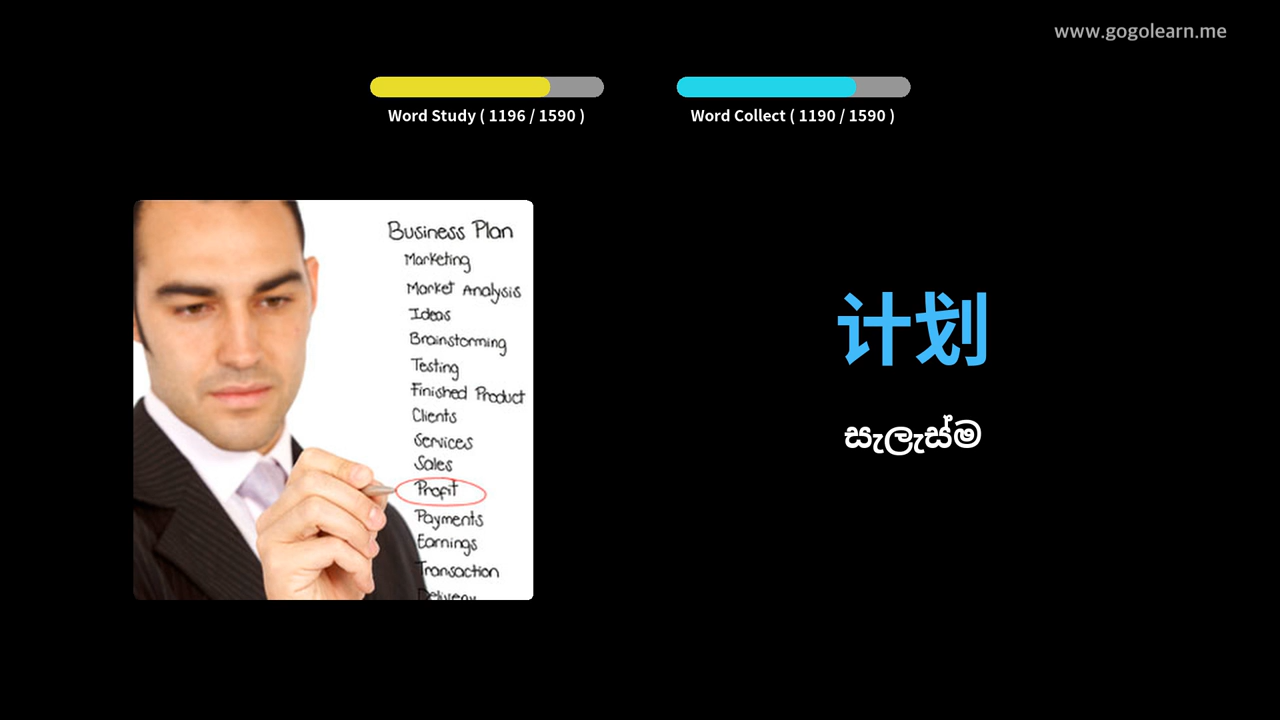 www.gogolearn.me
Word Study ( 1196 / 1590 )
Word Collect ( 1190 / 1590 )
Business Plan
Marketing
Market Analysis
Ideas
Brainstorming
Testing
Finished Product
Clients
Services
Sales
Profit
Payments
Earnings
Transaction
Delivery
计划
සැලැස්ම